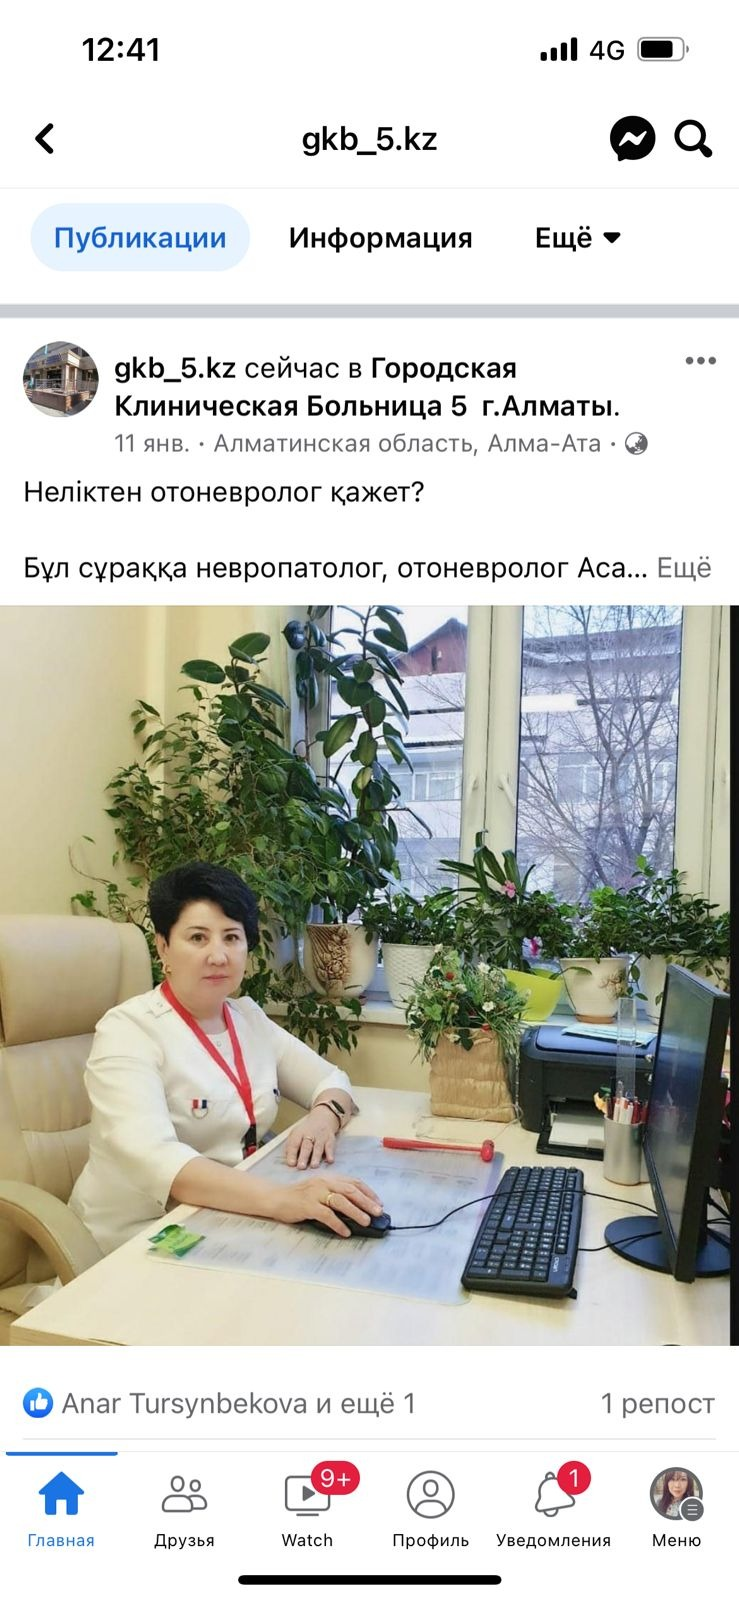 12:41
4G
gkb_5.kz
Публикации
Информация
Ещё
gkb_5.kz сейчас в Городская
Клиническая Больница 5 г.Алматы.
11 янв. · Алматинская область, Алма-Ата ·
Неліктен отоневролог қажет?
Бұл сұраққа невропатолог, отоневролог Аса... Ещё
Anar Tursynbekova и ещё 1
1 репост
9+
1
Главная
Друзья
Watch
Профиль
Уведомления
Меню